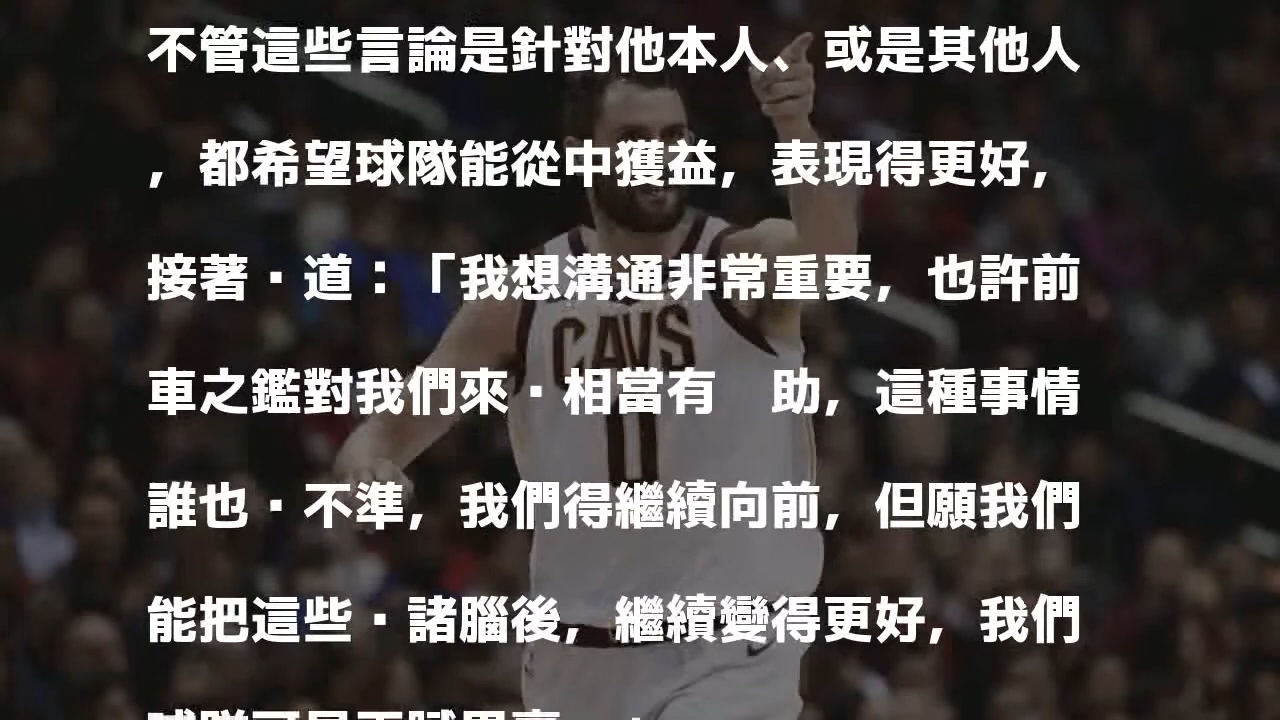 不管這些言論是針對他本人、或是其他人
，都希望球隊能從中獲益，表現得更好，
接著·道：「我想溝通非常重要，也許前
車之鑑對我們來·相當有　助，這種事情
誰也·不準，我們得繼續向前，但願我們
能把這些·諸腦後，繼續變得更好，我們
CAVS